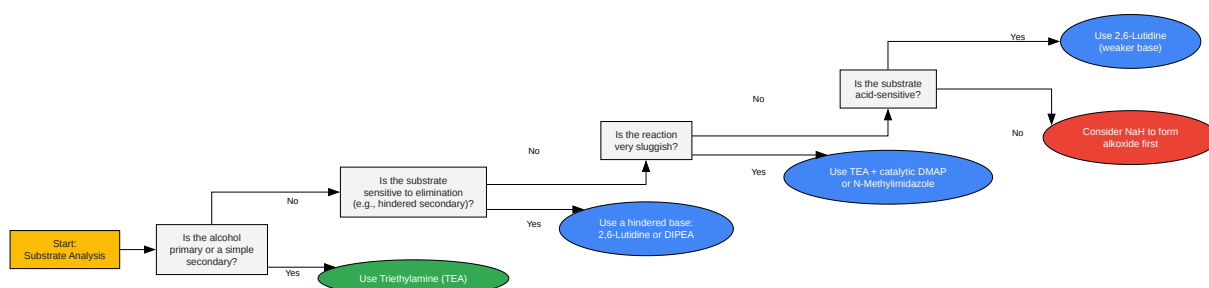 Start:
Substrate Analysis
Is the alcohol
primary or a simple
secondary?
Yes
Use Triethylamine (TEA)
No
Is the substrate
sensitive to elimination
(e.g., hindered secondary)?
Yes
Use a hindered base:
2,6-Lutidine or DIPEA
No
Is the reaction
very sluggish?
Yes
Use TEA + catalytic DMAP
or N-Methylimidazole
No
Is the substrate
acid-sensitive?
Yes
Use 2,6-Lutidine
(weaker base)
No
Consider NaH to form
alkoxide first